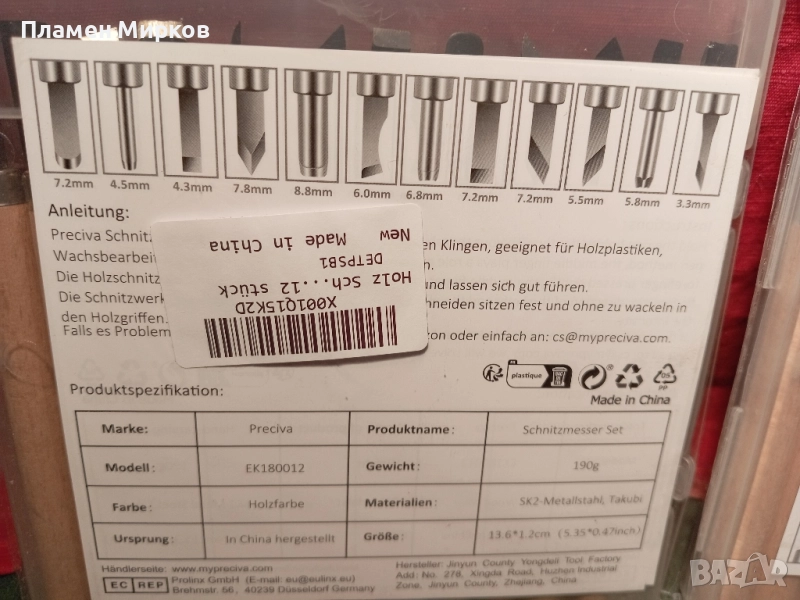 Пламен Мирков
7.2mm 4.5mm 4.3mm 7.8mm 8.8mm 6.0mm 6.8mm 7.2mm 7.2mm 5.5mm 5.8mm 3.3mm
Anleitung:
Preciva Schnitz
en Klingen, geeignet für Holzplastiken,
Wachsbearbei
n.
Die Holzschnitz
und lassen sich gut führen.
Die Schnitzwerk
chneiden sitzen fest und ohne zu wackeln in
den Holzgriffen.
Falls es Problem
zon oder einfach an: cs@mypreciva.com.
X001Q15K2D
Holz Sch...12 stück
DETPSB1
New Made in China
plastique
05
PP
Made in China
Produktspezifikation:
Marke: Preciva Produktname: Schnitzmesser Set
Modell: EK180012 Gewicht: 190g
Farbe: Holzfarbe Materialien: SK2-Metallstahl, Takubi
Ursprung: In China hergestellt Größe: 13.6*1.2cm (5.35*0.47inch)
Händlerseite: www.mypreciva.com
EC REP
Prolinx GmbH (E-mail: eu@eulinx.eu)
Brehmstr. 56, 40239 Düsseldorf Germany
Hersteller: Jinyun County Yongdeli Tool Factory
Add: No. 276, Xingda Road, Huzhen Industrial
Zone, Jinyun County, Zhajiang, China
BAZAR